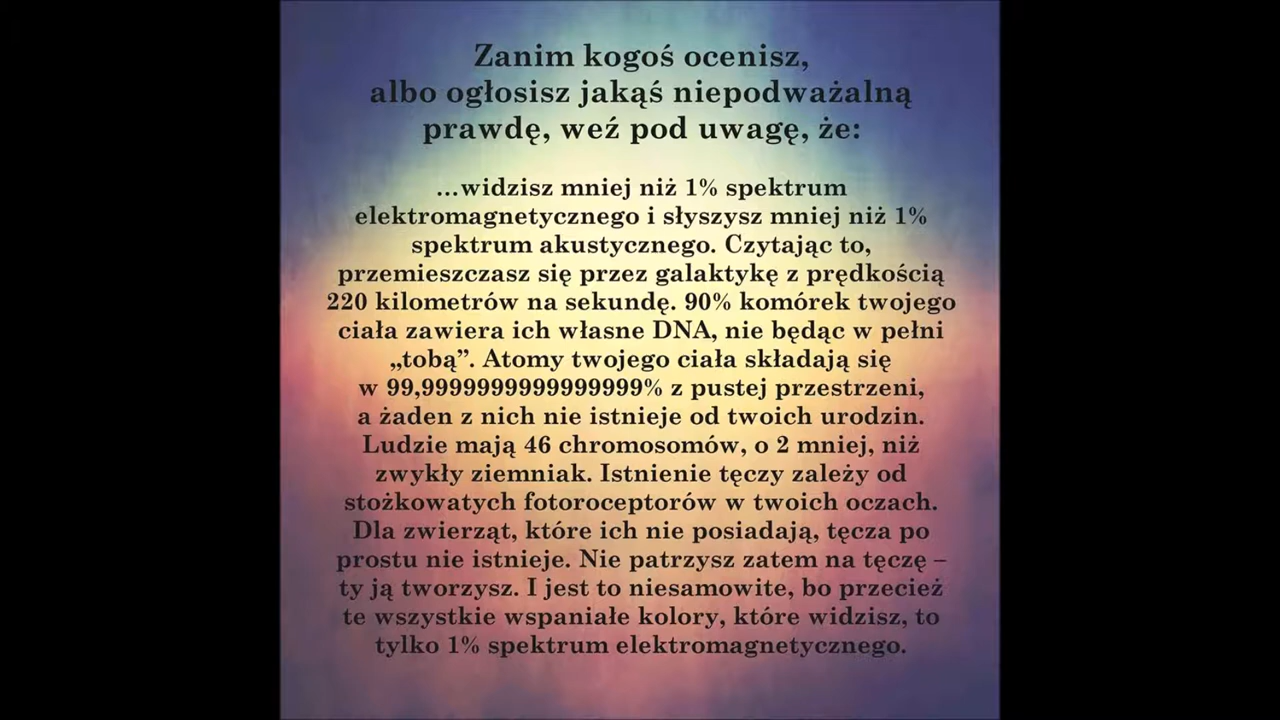 Zanim kogoś ocenisz,
albo ogłosisz jakąś niepodważalną
prawdę, weź pod uwagę, że:
...widzisz mniej niż 1% spektrum
elektromagnetycznego i słyszysz mniej niż 1%
spektrum akustycznego. Czytając to,
przemieszczasz się przez galaktykę z prędkością
220 kilometrów na sekundę. 90% komórek twojego
ciała zawiera ich własne DNA, nie będąc w pełni
„tobą”. Atomy twojego ciała składają się
w 99,9999999999999999% z pustej przestrzeni,
a żaden z nich nie istnieje od twoich urodzin.
Ludzie mają 46 chromosomów, o 2 mniej, niż
zwykły ziemniak. Istnienie tęczy zależy od
stożkowatych fotoroceptorów w twoich oczach.
Dla zwierząt, które ich nie posiadają, tęcza po
prostu nie istnieje. Nie patrzysz zatem na tęczę –
ty ją tworzysz. I jest to niesamowite, bo przecież
te wszystkie wspaniałe kolory, które widzisz, to
tylko 1% spektrum elektromagnetycznego.